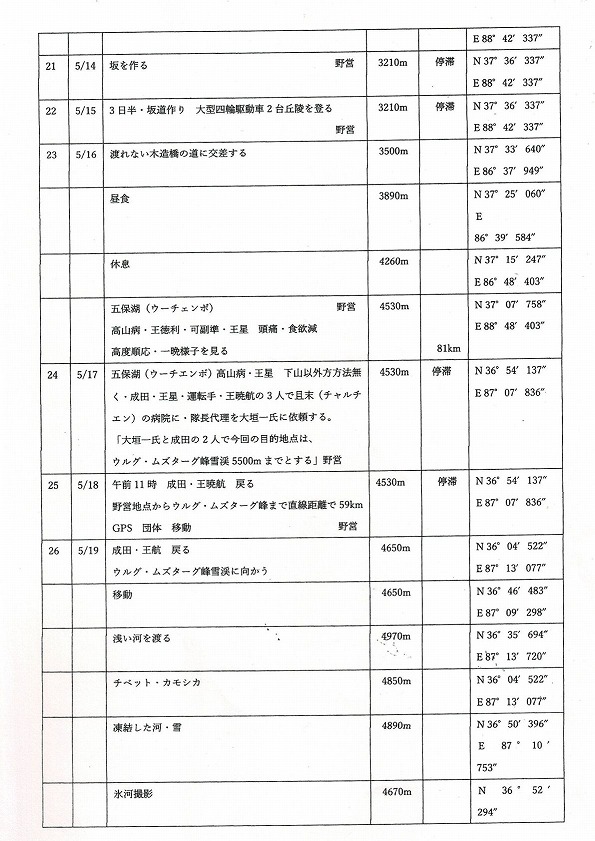 E 88° 42′ 337″
21 5/14 坂を作る 野営 3210m 停滞 N 37° 36′ 337″
E 88° 42′ 337″
22 5/15 3日半・坂道作り 大型四輪駆動車2台丘陵を登る 3210m 停滞 N 37° 36′ 337″
野営 E 88° 42′ 337″
23 5/16 渡れない木造橋の道に交差する 3500m N 37° 33′ 640″
E 86° 37′ 949″
昼食 3890m N 37° 25′ 060″
E
86° 39′ 584″
休息 4260m N 37° 15′ 247″
E 86° 48′ 403″
五保湖（ウーチェンボ） 野営 4530m N 37° 07′ 758″
高山病・王徳利・可副準・王星 頭痛・食欲減 E 88° 48′ 403″
高度順応・一晩様子を見る 81km
24 5/17 五保湖（ウーチエンボ）高山病・王星 下山以外方方法無 4530m 停滞 N 36° 54′ 137″
く・成田・王星・運転手・王暁航の3人で且末（チャルチ E 87° 07′ 836″
エン）の病院に・隊長代理を大垣一氏に依頼する。
「大垣一氏と成田の2人で今回の目的地点は、
ウルグ・ムズターグ峰雪渓5500mまでとする」野営
25 5/18 午前11時 成田・王暁航 戻る 4530m 停滞 N 36° 54′ 137″
野営地点からウルグ・ムズターグ峰まで直線距離で59km E 87° 07′ 836″
GPS 団体 移動 野営
26 5/19 成田・王航 戻る 4650m N 36° 04′ 522″
ウルグ・ムズターグ峰雪渓に向かう E 87° 13′ 077″
移動 4650m N 36° 46′ 483″
E 87° 09′ 298″
浅い河を渡る 4970m N 36° 35′ 694″
E 87° 13′ 720″
チベット・カモシカ 4850m N 36° 04′ 522″
E 87° 13′ 077″
凍結した河・雪 4890m N 36° 50′ 396″
E 87° 10′
753″
氷河撮影 4670m N 36° 52′
294″